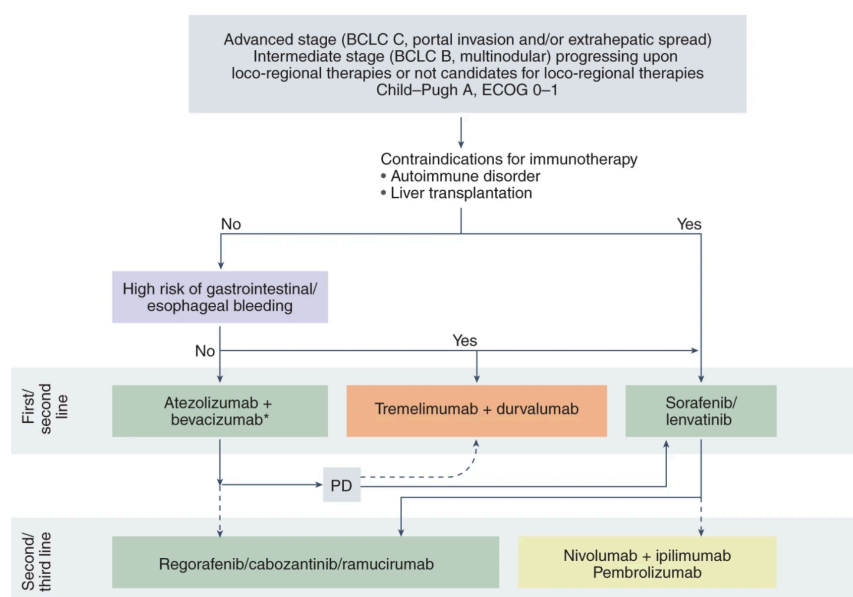 Advanced stage (BCLC C, portal invasion and/or extrahepatic spread)
Intermediate stage (BCLC B, multinodular) progressing upon
loco-regional therapies or not candidates for loco-regional therapies
Child–Pugh A, ECOG 0–1
Contraindications for immunotherapy
• Autoimmune disorder
• Liver transplantation
No
Yes
High risk of gastrointestinal/
esophageal bleeding
No
Yes
First/
second
line
Atezolizumab +
bevacizumab*
Tremelimumab + durvalumab
Sorafenib/
lenvatinib
PD
Second/
third line
Regorafenib/cabozantinib/ramucirumab
Nivolumab + ipilimumab
Pembrolizumab